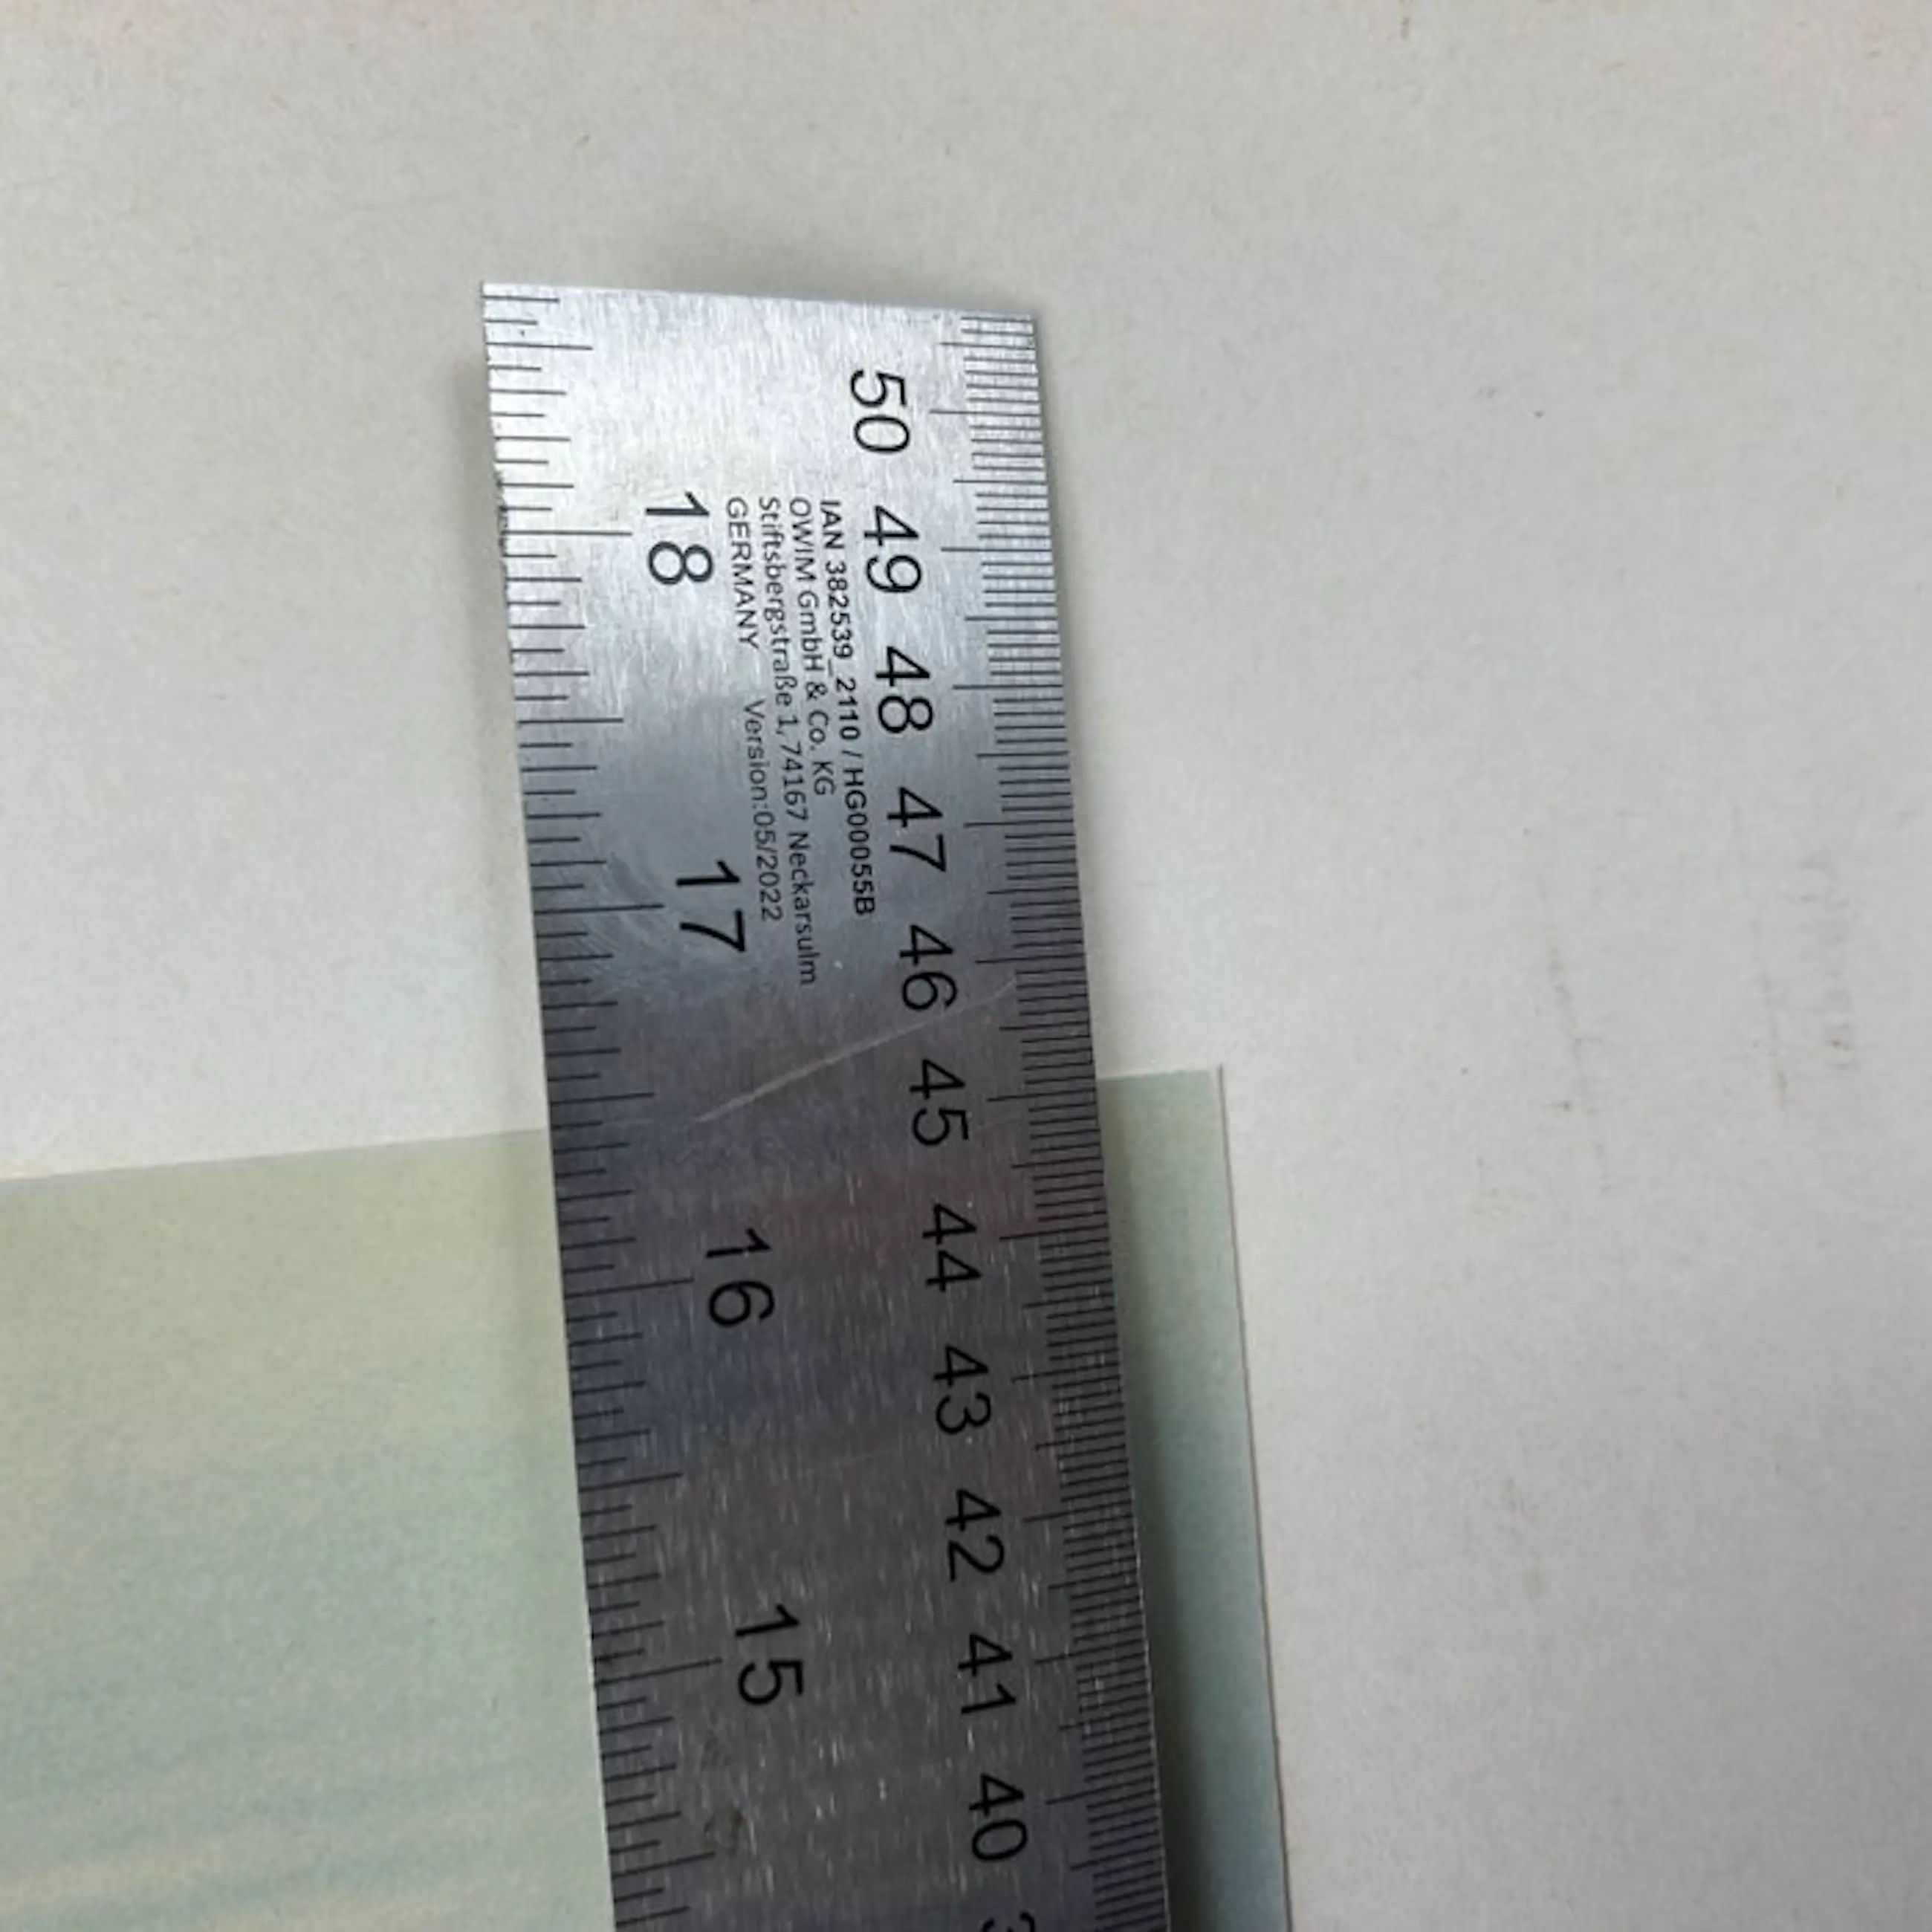 50 49 48 47 46 45 44 43 42 41 40 3
IAN 382539_2110 / HG00055B
OWIM GmbH & Co. KG
Stiftsbergstraße 1, 74167 Neckarsulm
GERMANY Version:05/2022
18 17 16 15